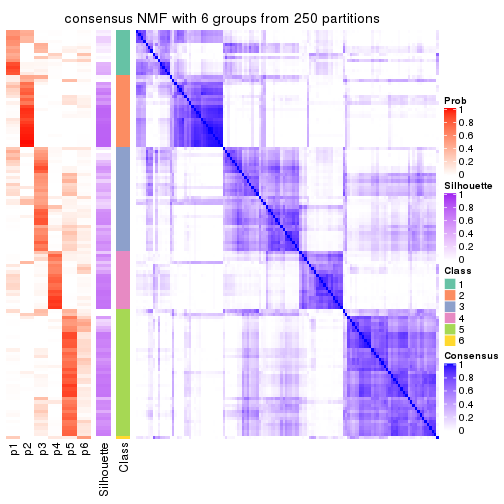 consensus NMF with 6 groups from 250 partitions
Prob
1
0.8
0.6
0.4
0.2
0
Silhouette
1
0.8
0.6
0.4
0.2
0
Class
1
2
3
4
5
6
Consensus
1
0.8
0.6
0.4
0.2
0
p1
p2
p3
p4
p5
p6
Silhouette
Class